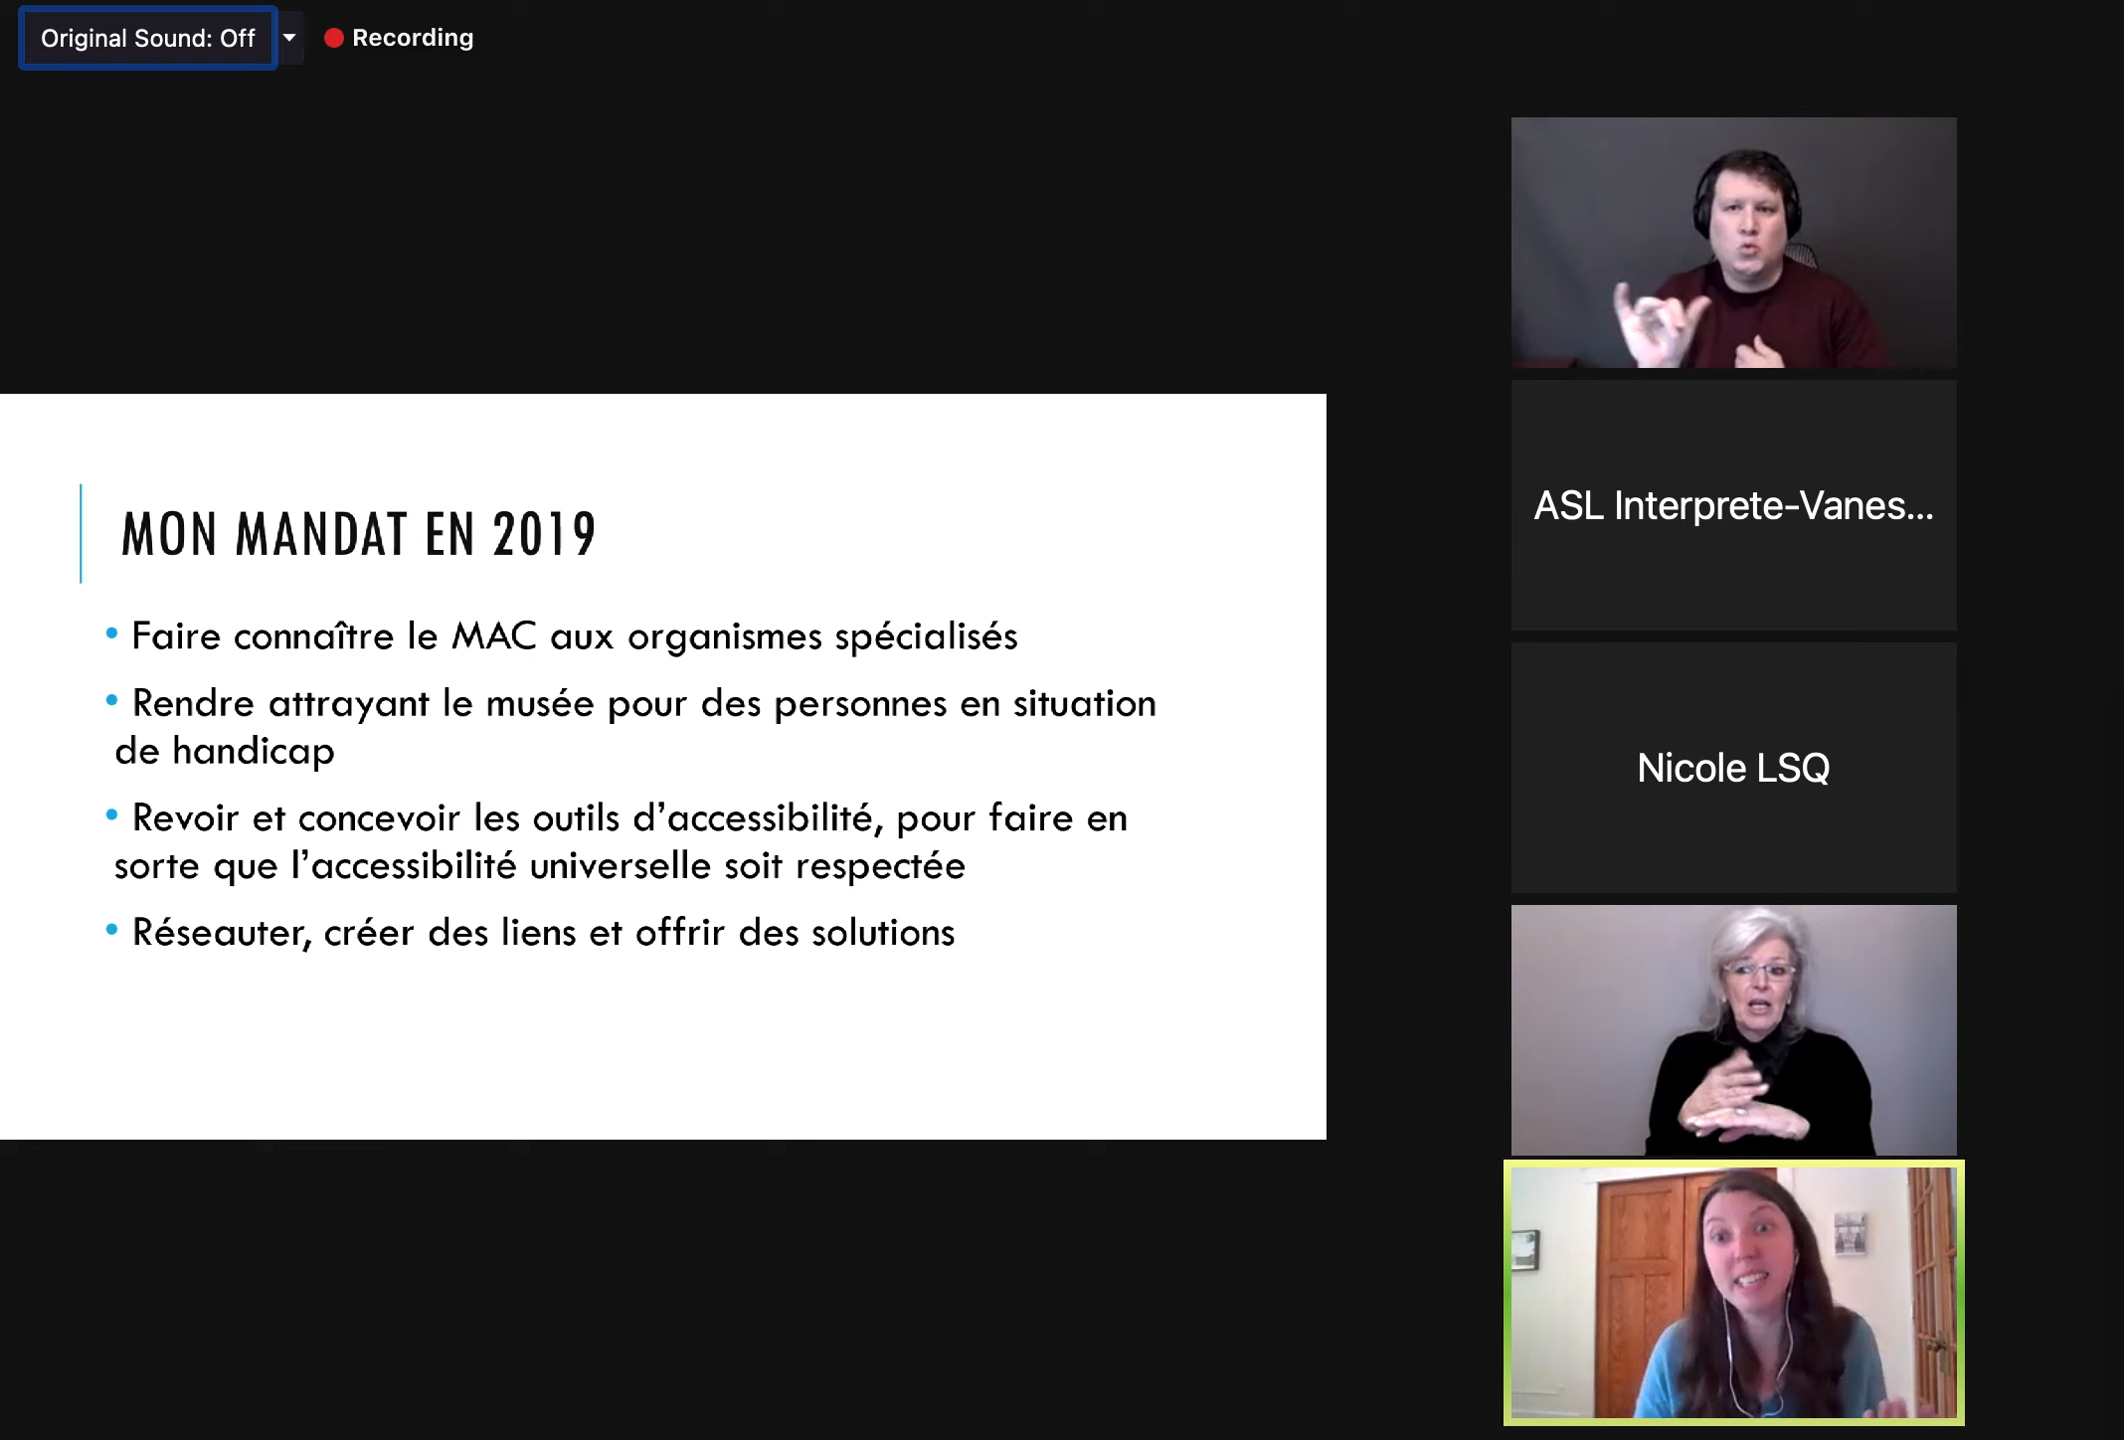 Original Sound: Off
Recording
MON MANDAT EN 2019
• Faire connaître le MAC aux organismes spécialisés
• Rendre attrayant le musée pour des personnes en situation
de handicap
• Revoir et concevoir les outils d’accessibilité, pour faire en
sorte que l’accessibilité universelle soit respectée
• Réseauter, créer des liens et offrir des solutions
ASL Interprete-Vanes...
Nicole LSQ